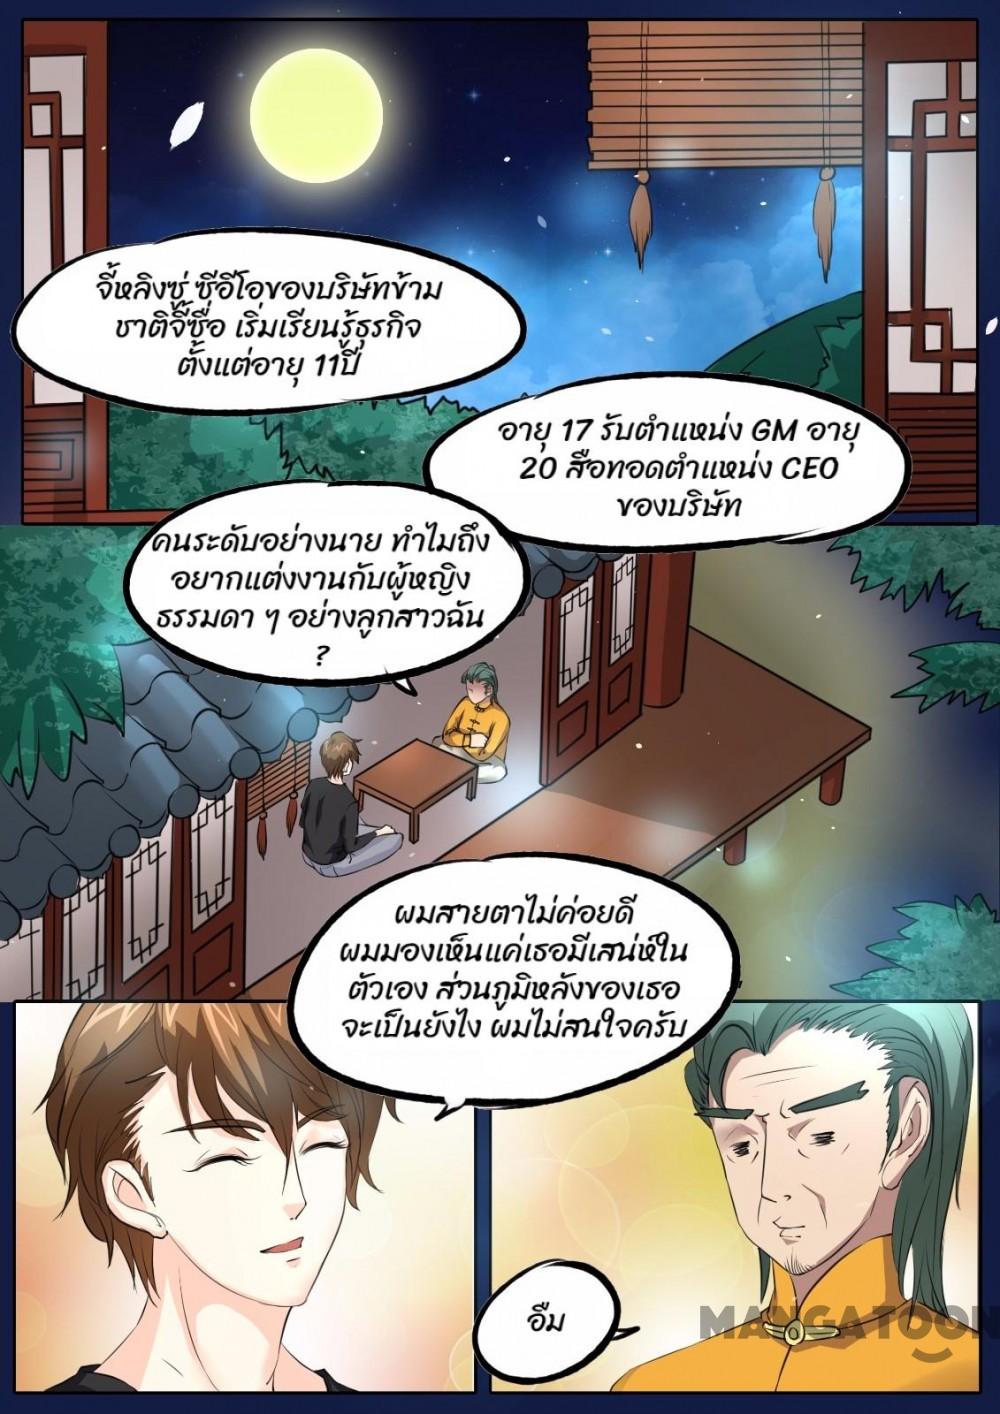 จี้หลิงซู่ ซีอีโอของบริษัทข้าม
ชาติจี้ซื่อ เริ่มเรียนรู้ธุรกิจ
ตั้งแต่อายุ 11ปี
อายุ 17 รับตำแหน่ง GM อายุ
20 สือทอดตำแหน่ง CEO
ของบริษัท
คนระดับอย่างนาย ทำไมถึง
อยากแต่งงานกับผู้หญิง
ธรรมดา ๆ อย่างลูกสาวฉัน
?
ผมสายตาไม่ค่อยดี
ผมมองเห็นแค่เธอมีเสน่ห์ใน
ตัวเอง ส่วนภูมิหลังของเธอ
จะเป็นยังไง ผมไม่สนใจครับ
อืม
MANGATOON